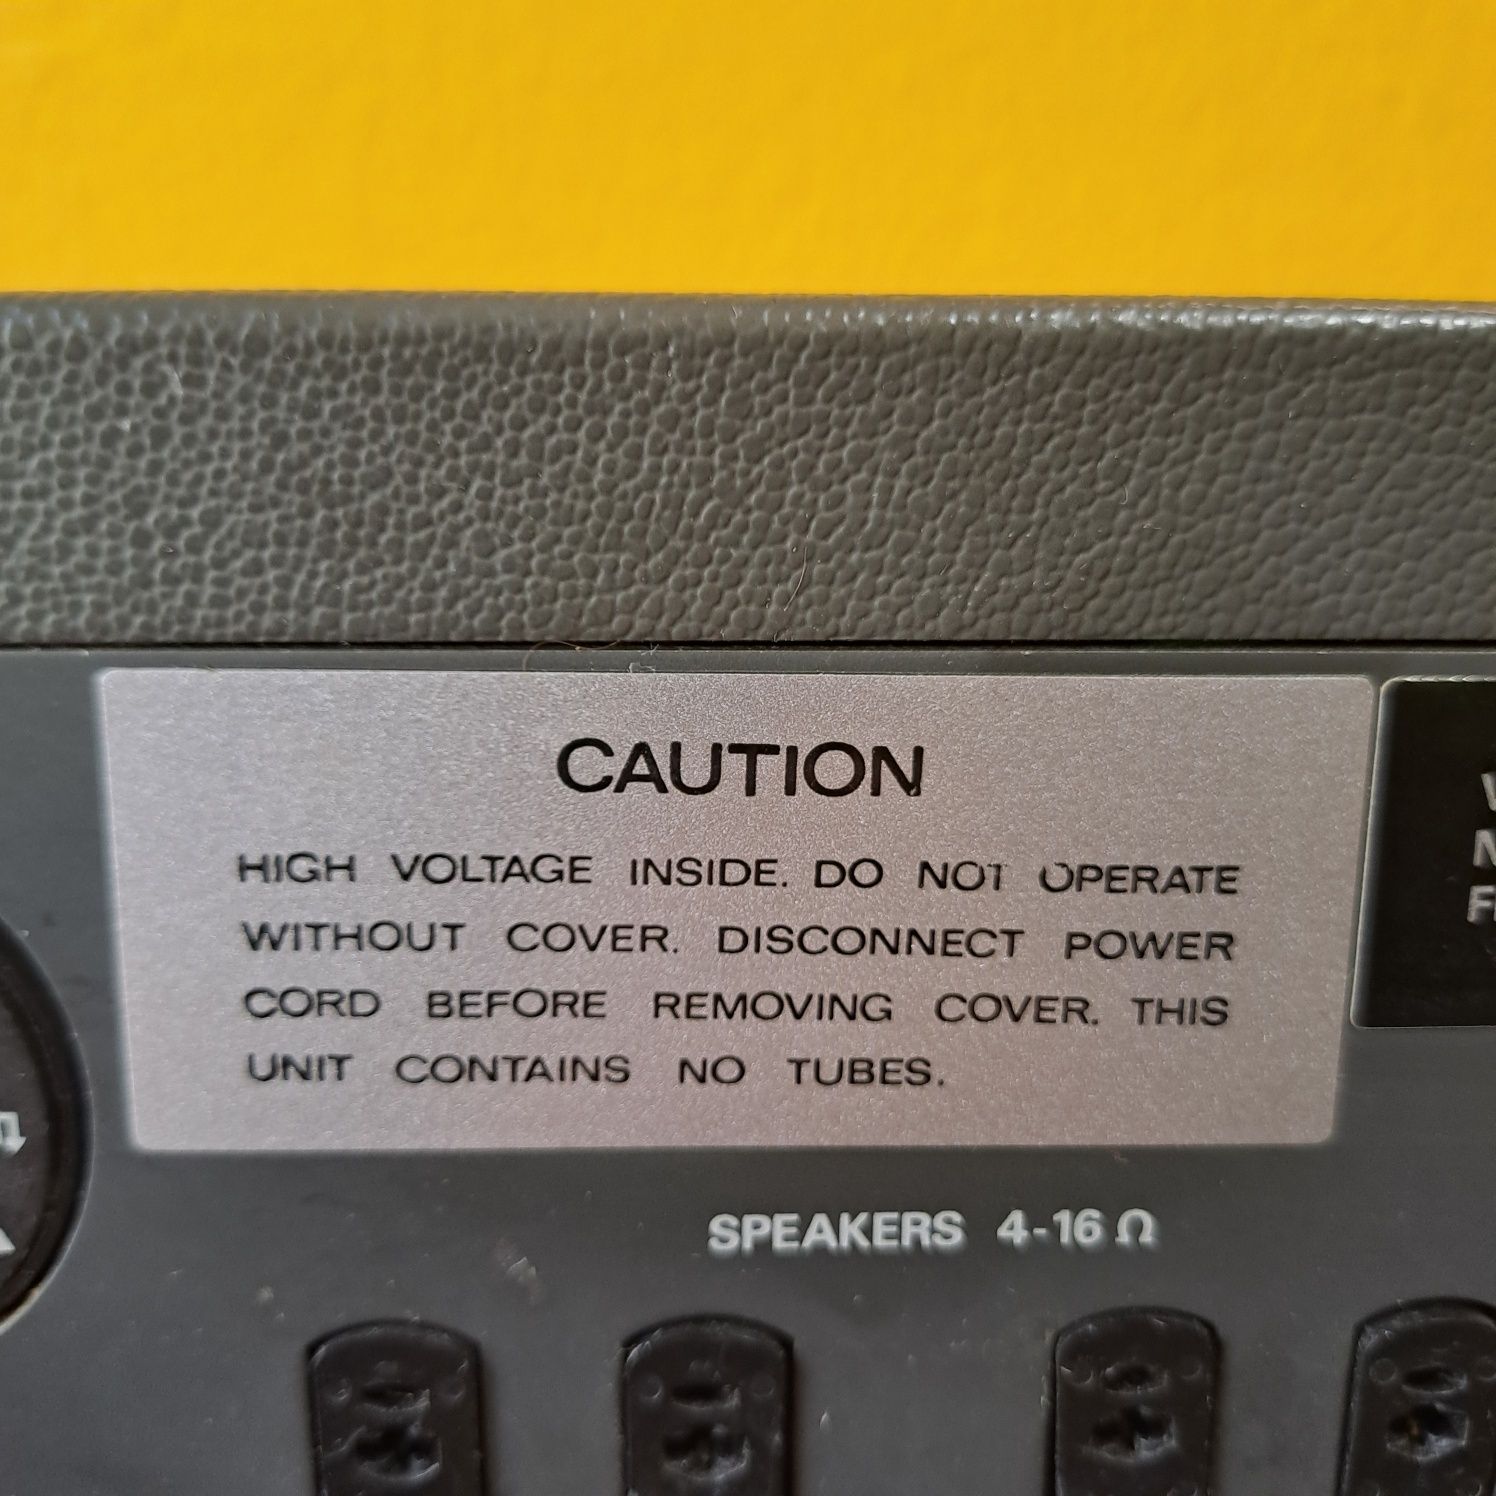 CAUTION
HIGH VOLTAGE INSIDE. DO NOT OPERATE
WITHOUT COVER. DISCONNECT POWER
CORD BEFORE REMOVING COVER. THIS
UNIT CONTAINS NO TUBES.
SPEAKERS 4-16 Ω